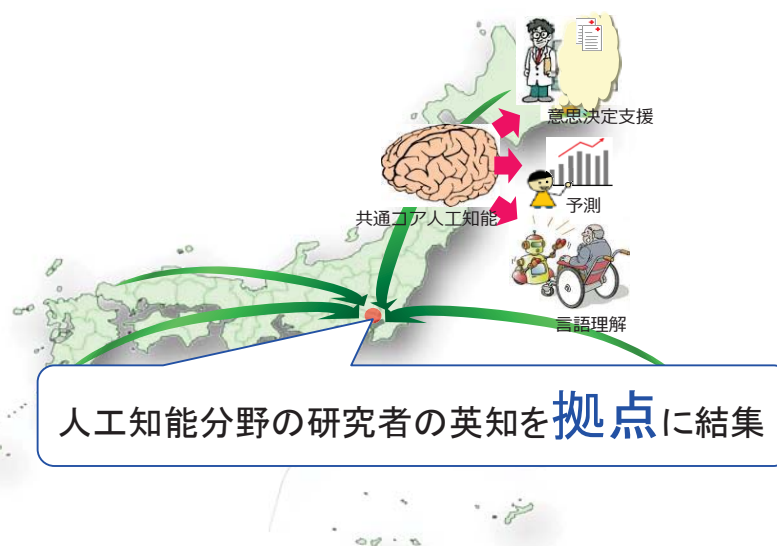 意思決定支援
共通コア人工知能
予測
言語理解
人工知能分野の研究者の英知を拠点に結集